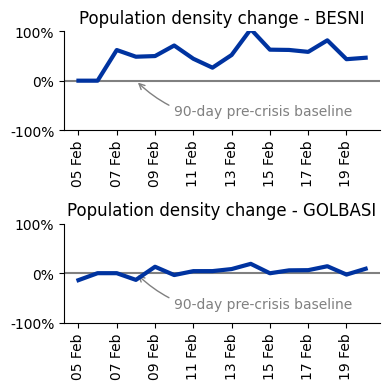 Population density change - BESNI
100%
0%
-100%
90-day pre-crisis baseline
05 Feb
07 Feb
09 Feb
11 Feb
13 Feb
15 Feb
17 Feb
19 Feb
Population density change - GOLBASI
100%
0%
-100%
90-day pre-crisis baseline
05 Feb
07 Feb
09 Feb
11 Feb
13 Feb
15 Feb
17 Feb
19 Feb